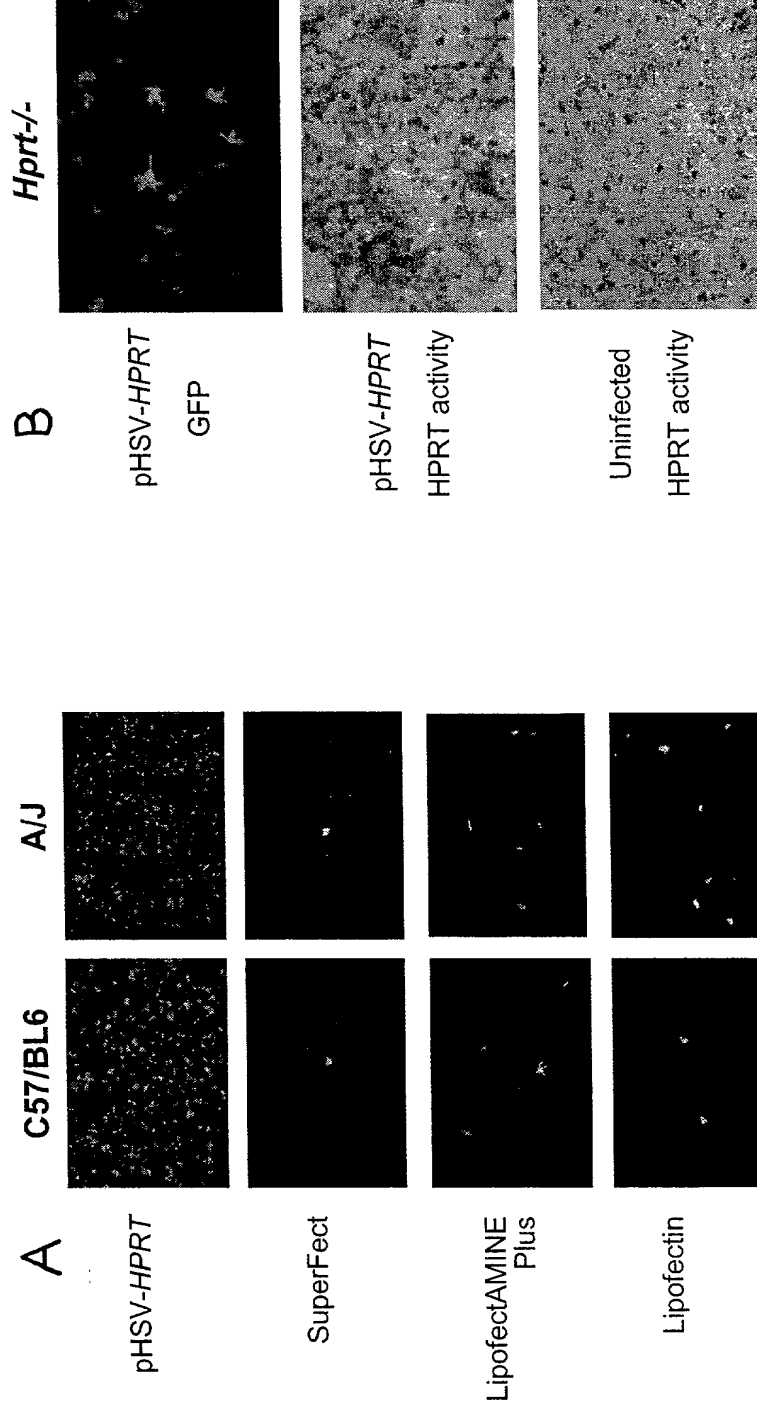 A
C57/BL6
A/J
pHSV-HPRT
SuperFect
LipofectAMINE
Plus
Lipofectin
B
Hprt-/-
pHSV-HPRT
GFP
pHSV-HPRT
HPRT activity
Uninfected
HPRT activity